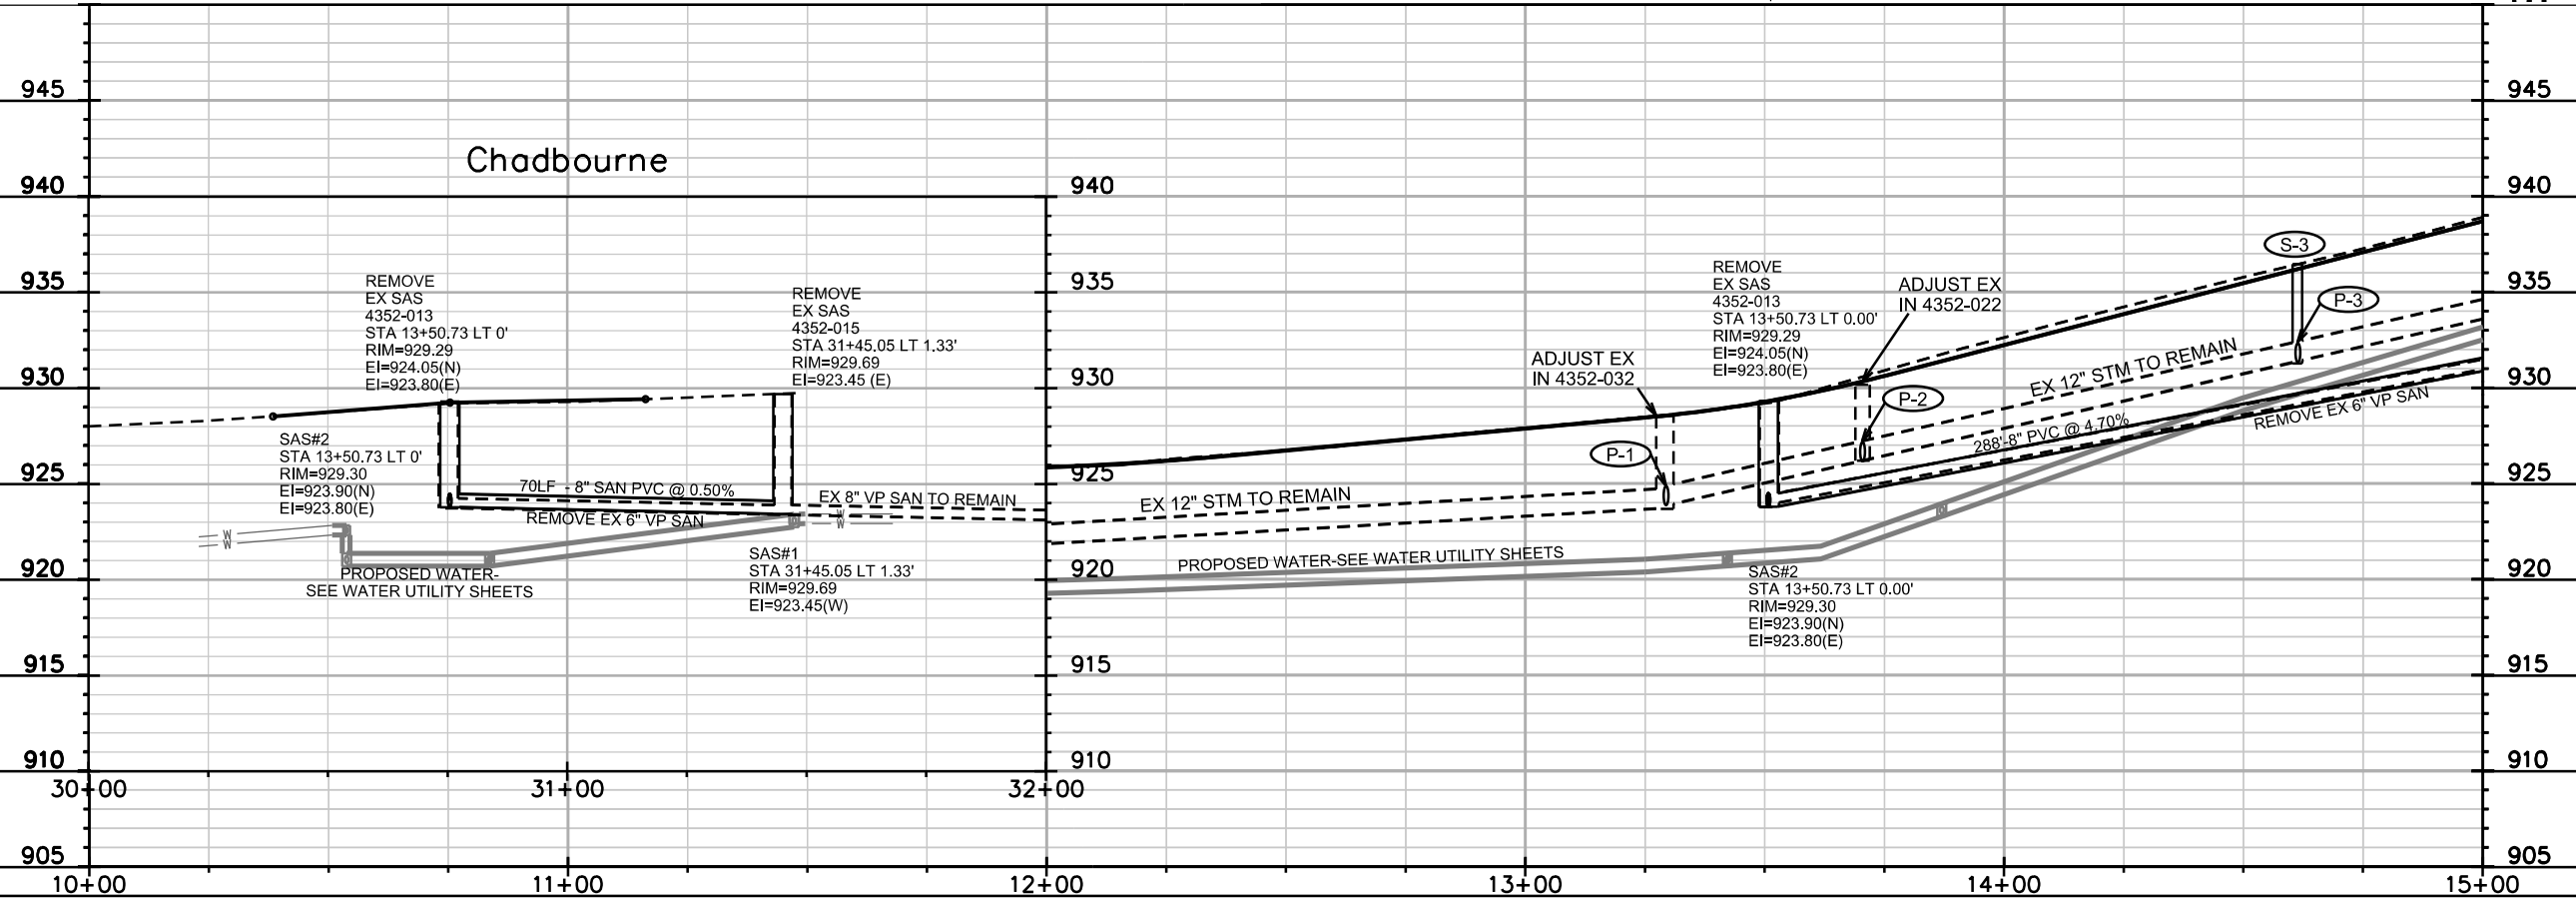 945
945
Chadbourne
940
940
940
935
935
935
930
930
930
925
925
925
920
920
920
915
915
915
910
910
910
905
905
REMOVE
EX SAS
4352-013
STA 13+50.73 LT 0'
RIM=929.29
EI=924.05(N)
EI=923.80(E)
REMOVE
EX SAS
4352-015
STA 31+45.05 LT 1.33'
RIM=929.69
EI=923.45 (E)
SAS#2
STA 13+50.73 LT 0'
RIM=929.30
EI=923.90(N)
EI=923.80(E)
70LF - 8" SAN PVC @ 0.50%
REMOVE EX 6" VP SAN
EX 8" VP SAN TO REMAIN
W
W
W
W
PROPOSED WATER-
SEE WATER UTILITY SHEETS
SAS#1
STA 31+45.05 LT 1.33'
RIM=929.69
EI=923.45(W)
EX 12" STM TO REMAIN
PROPOSED WATER-SEE WATER UTILITY SHEETS
ADJUST EX
IN 4352-032
P-1
REMOVE
EX SAS
4352-013
STA 13+50.73 LT 0.00'
RIM=929.29
EI=924.05(N)
EI=923.80(E)
ADJUST EX
IN 4352-022
P-2
SAS#2
STA 13+50.73 LT 0.00'
RIM=929.30
EI=923.90(N)
EI=923.80(E)
S-3
P-3
EX 12" STM TO REMAIN
288'-8" PVC @ 4.70%
REMOVE EX 6" VP SAN
30+00
31+00
32+00
10+00
11+00
12+00
13+00
14+00
15+00